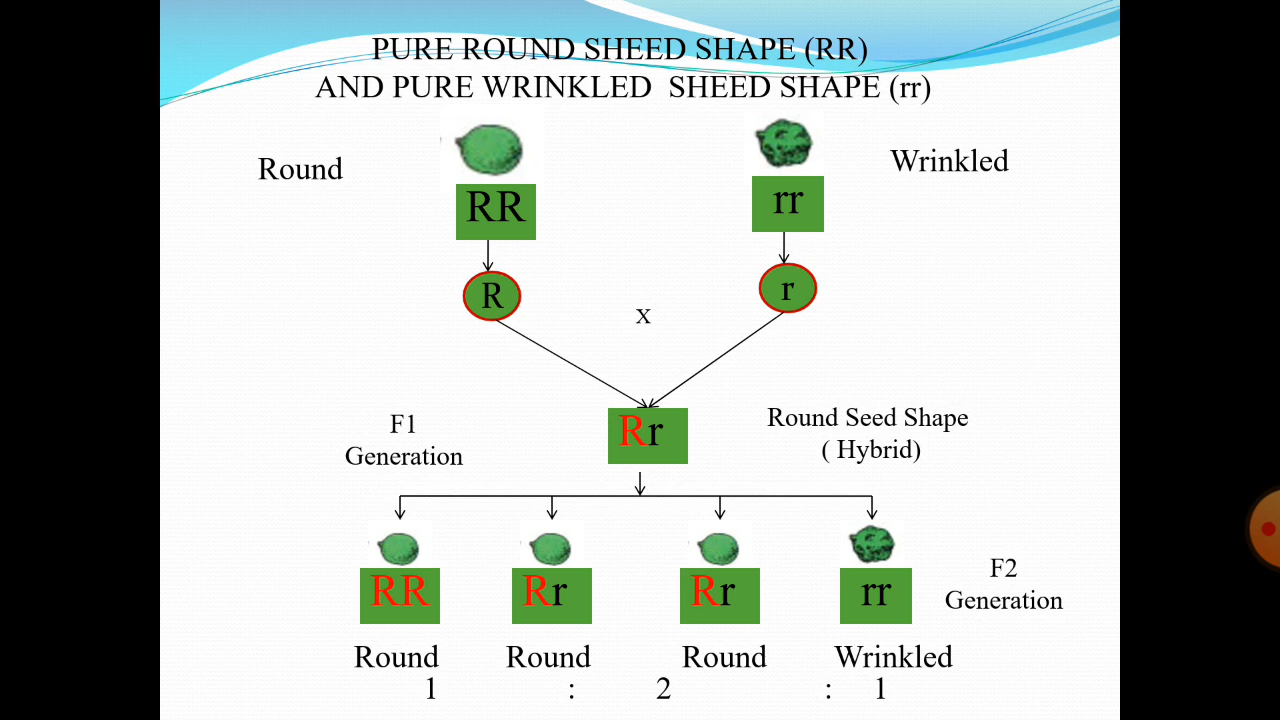 PURE ROUND SHEED SHAPE (RR)
AND PURE WRINKLED SHEED SHAPE (rr)
Round
RR
rr
Wrinkled
R
r
X
F1
Generation
Rr
Round Seed Shape
( Hybrid)
RR
Rr
Rr
rr
F2
Generation
Round Round Round Wrinkled
1 : 2 : 1